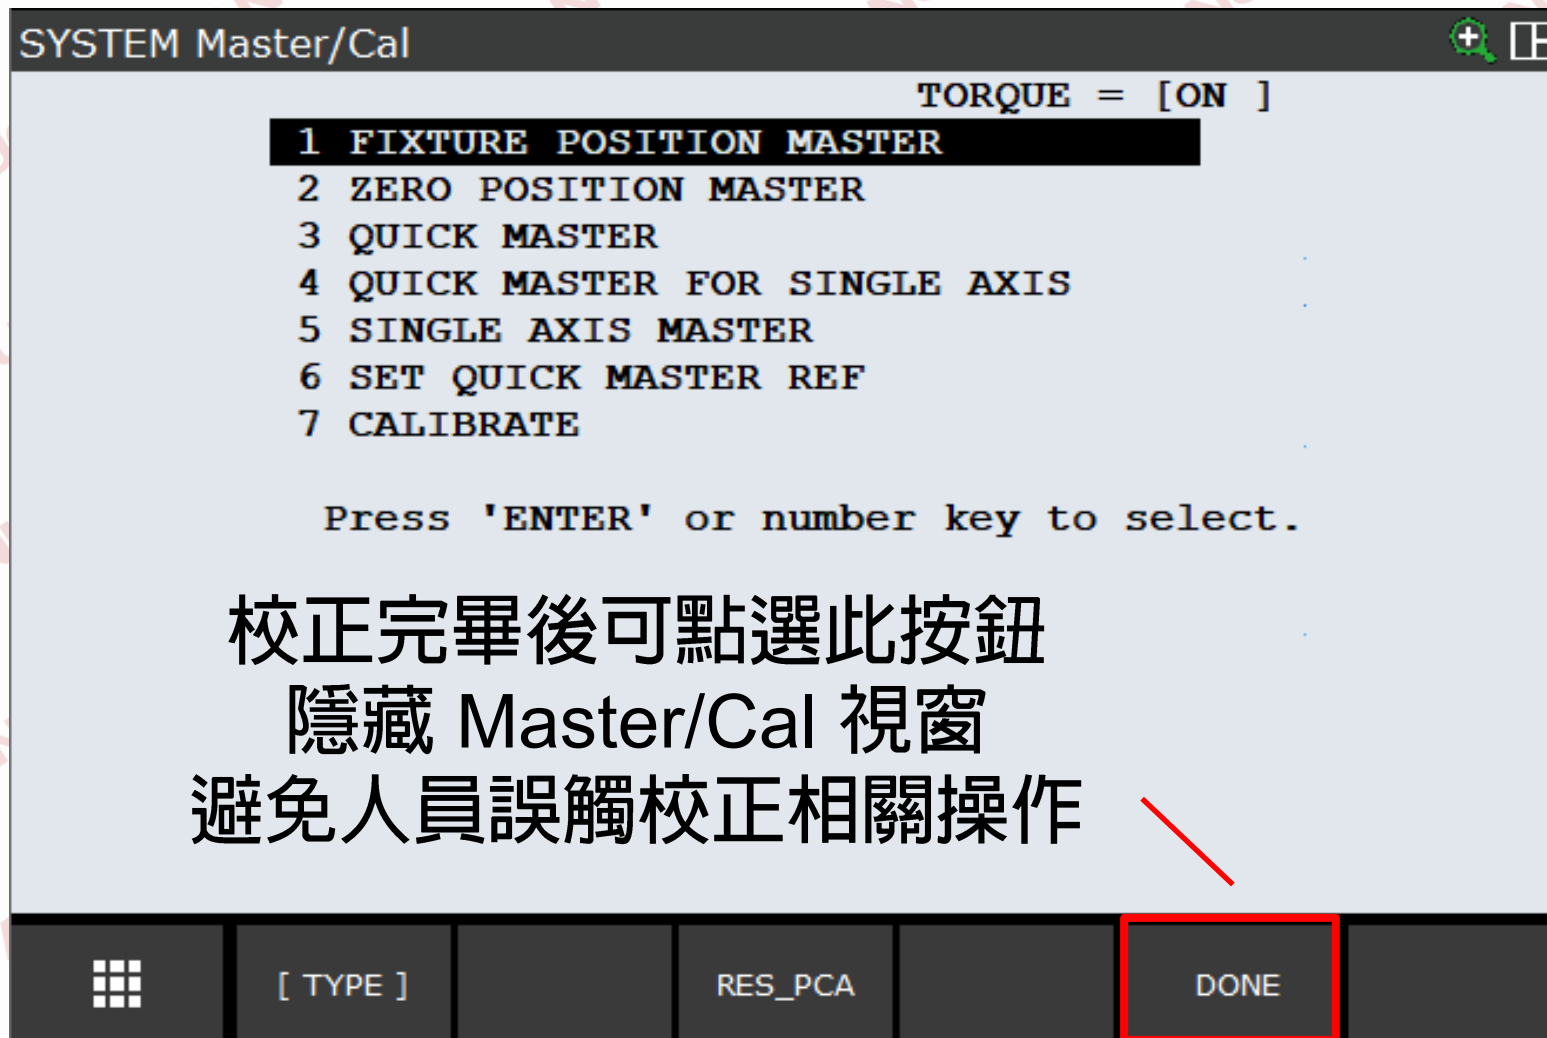 SYSTEM Master/Cal
TORQUE = [ON ]
1 FIXTURE POSITION MASTER
2 ZERO POSITION MASTER
3 QUICK MASTER
4 QUICK MASTER FOR SINGLE AXIS
5 SINGLE AXIS MASTER
6 SET QUICK MASTER REF
7 CALIBRATE
Press 'ENTER' or number key to select.
校正完畢後可點選此按鈕
隱藏 Master/Cal 視窗
避免人員誤觸校正相關操作
[ TYPE ]
RES_PCA
DONE